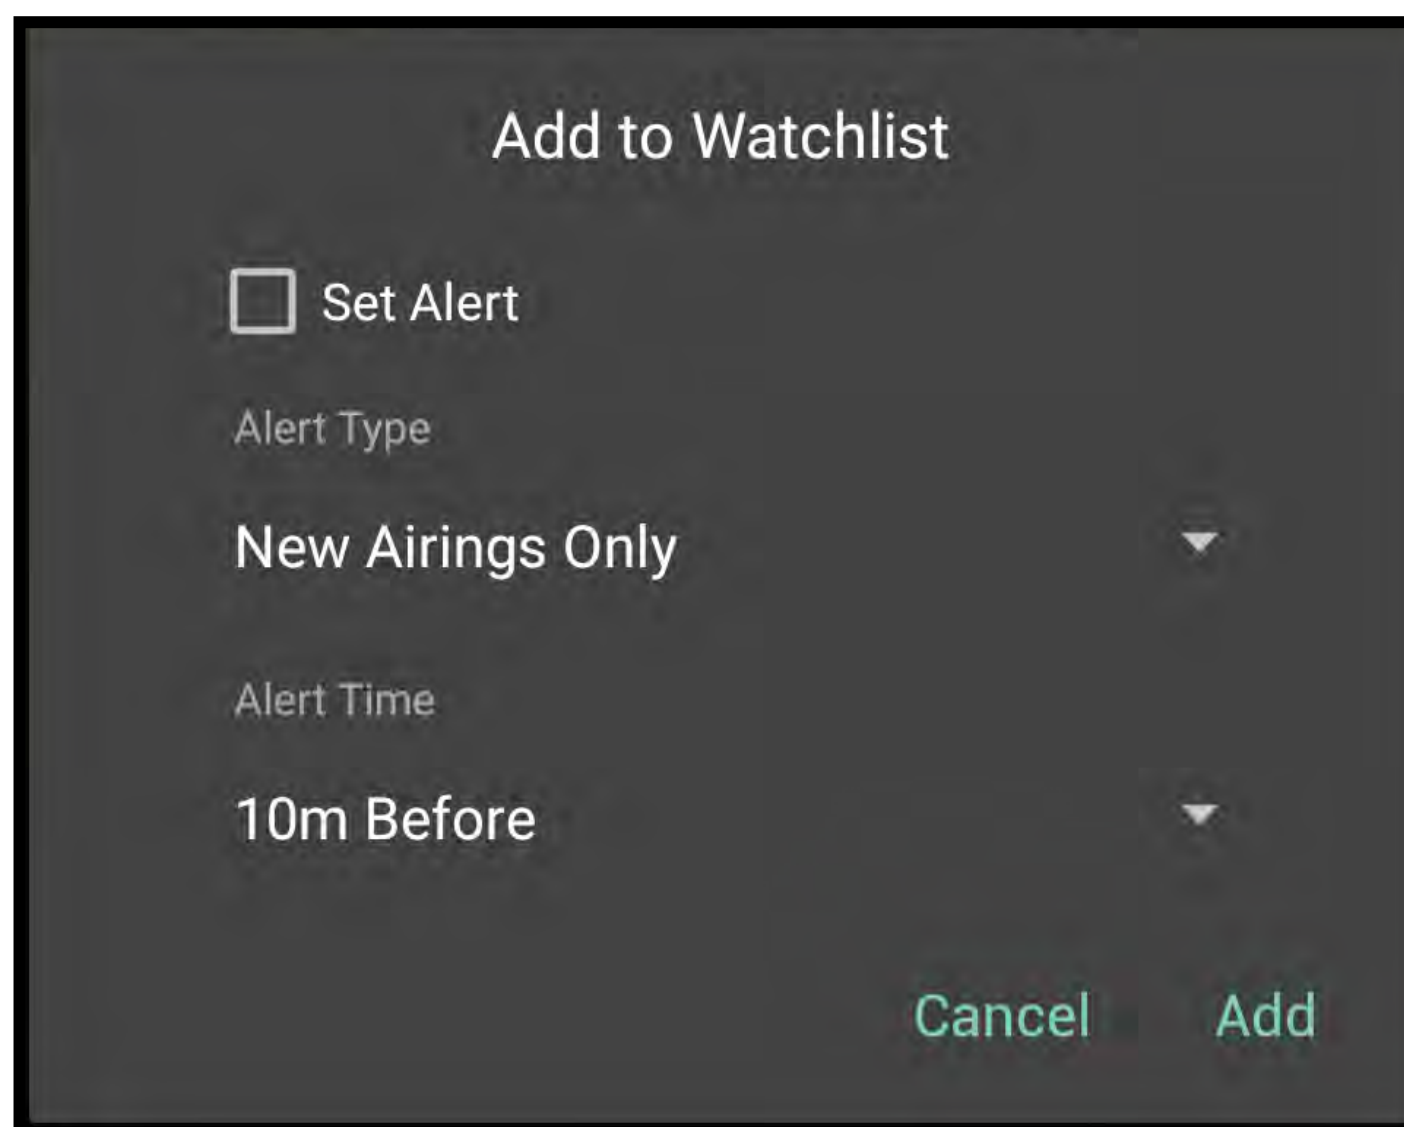 Add to Watchlist
Set Alert
Alert Type
New Airings Only
Alert Time
10m Before
Cancel Add